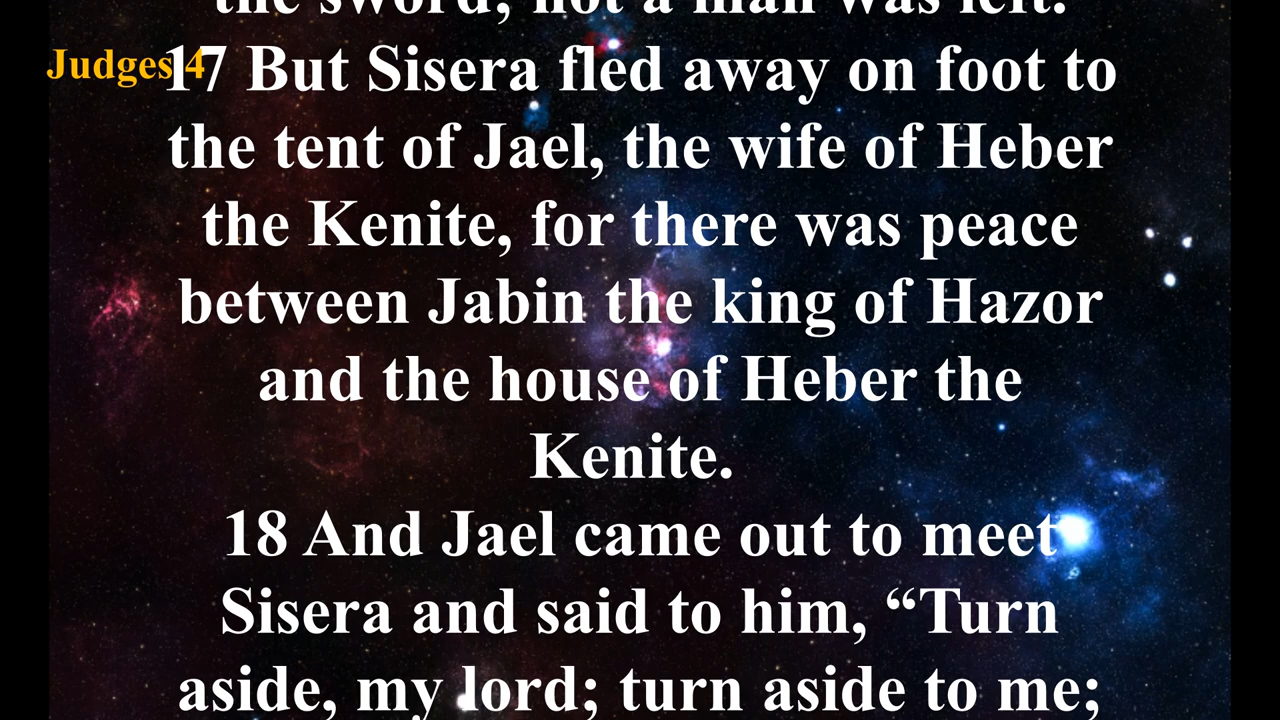 the sword; not a man was left.
Judges 4
17 But Sisera fled away on foot to
the tent of Jael, the wife of Heber
the Kenite, for there was peace
between Jabin the king of Hazor
and the house of Heber the
Kenite.
18 And Jael came out to meet
Sisera and said to him, “Turn
aside, my lord; turn aside to me;